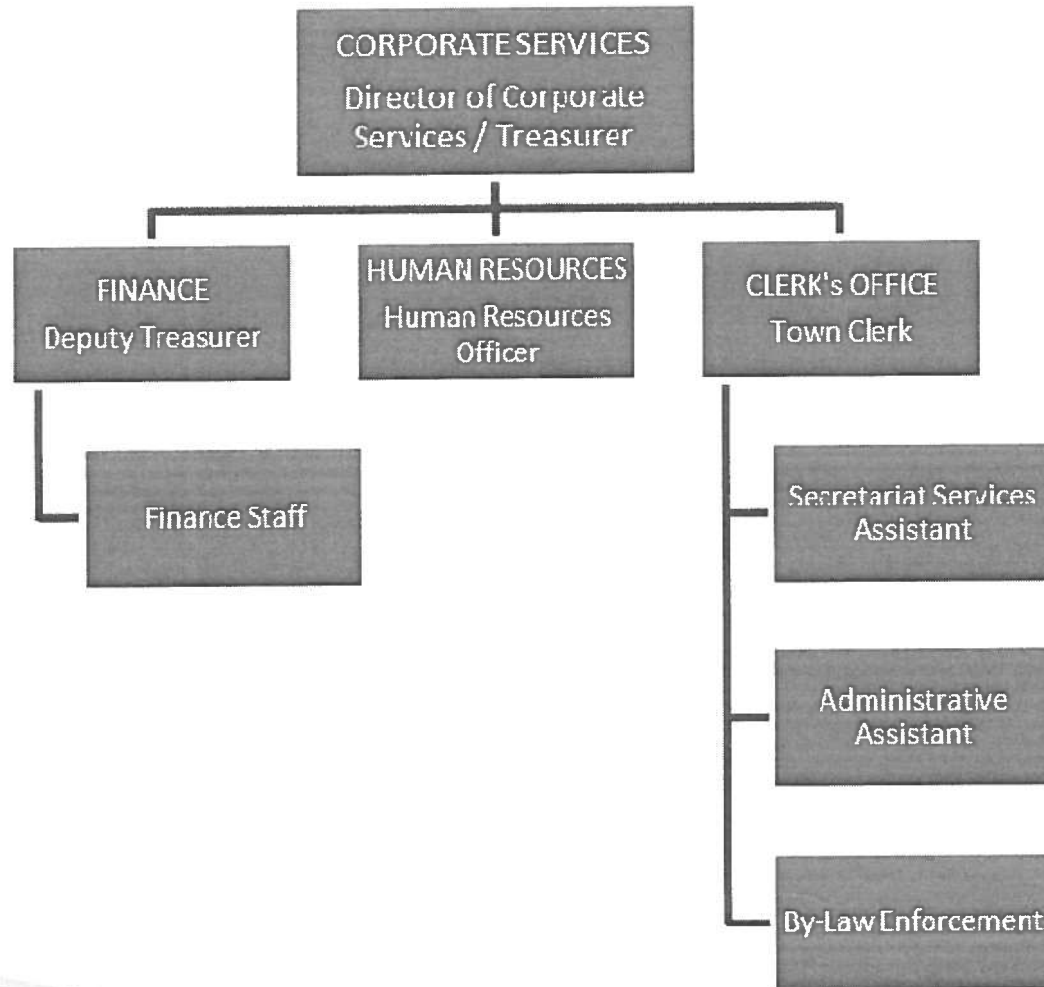 CORPORATE SERVICES
Director of Corporate
Services / Treasurer
FINANCE
Deputy Treasurer
HUMAN RESOURCES
Human Resources
Officer
CLERK's OFFICE
Town Clerk
Finance Staff
Secretariat Services
Assistant
Administrative
Assistant
By-Law Enforcement